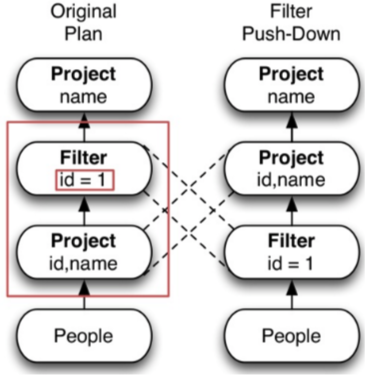 Original
Plan
Project
name
Filter
id = 1
Project
id,name
People
Filter
Push-Down
Project
name
Project
id,name
Filter
id = 1
People